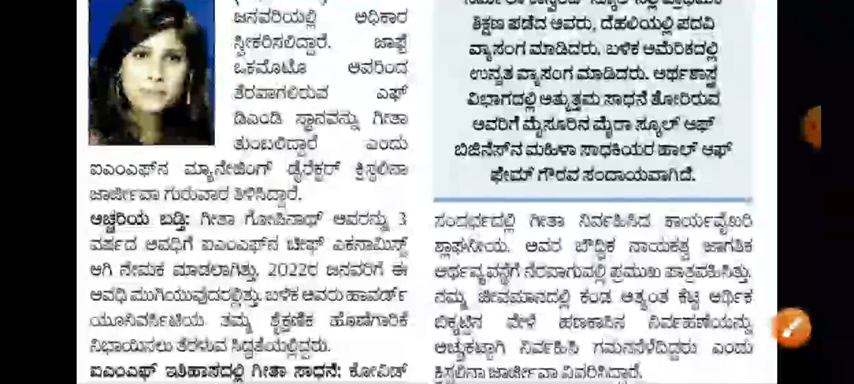 ಜನವರಿಯಲ್ಲಿ ಅಧಿಕಾರ
ಸ್ವೀಕರಿಸಲಿದ್ದಾರೆ. ಜಾಫ್ರೆ
ಒಕಮೊಟೊ ಅವರಿಂದ
ತೆರವಾಗಲಿರುವ ಎಫ್
ಡಿಎಂಡಿ ಸ್ಥಾನವನ್ನು ಗೀತಾ
ತುಂಬಲಿದ್ದಾರೆ ಎಂದು
ಐಎಂಎಫ್‌ನ ಮ್ಯಾನೇಜಿಂಗ್ ಡೈರೆಕ್ಟರ್ ಕ್ರಿಸ್ಟಲಿನಾ
ಜಾರ್ಜೀವಾ ಗುರುವಾರ ತಿಳಿಸಿದ್ದಾರೆ.
ಅಚ್ಚರಿಯ ಬಡ್ತಿ: ಗೀತಾ ಗೋಪಿನಾಥ್ ಅವರನ್ನು 3
ವರ್ಷದ ಅವಧಿಗೆ ಐಎಂಎಫ್‌ನ ಚೀಫ್ ಎಕನಾಮಿಸ್ಟ್
ಆಗಿ ನೇಮಕ ಮಾಡಲಾಗಿತ್ತು. 2022ರ ಜನವರಿಗೆ ಈ
ಅವಧಿ ಮುಗಿಯುವುದರಲ್ಲಿತ್ತು. ಬಳಿಕ ಅವರು ಹಾರ್ವರ್ಡ್
ಯೂನಿವರ್ಸಿಟಿಯ ತಮ್ಮ ಶೈಕ್ಷಣಿಕ ಹೊಣೆಗಾರಿಕೆ
ನಿಭಾಯಿಸಲು ತೆರಳುವ ಸಿದ್ಧತೆಯಲ್ಲಿದ್ದರು.
ಐಎಂಎಫ್ ಇತಿಹಾಸದಲ್ಲಿ ಗೀತಾ ಸಾಧನೆ: ಕೋವಿಡ್
ಶಿಕ್ಷಣ ಪಡೆದ ಅವರು, ದೆಹಲಿಯಲ್ಲಿ ಪದವಿ
ವ್ಯಾಸಂಗ ಮಾಡಿದರು. ಬಳಿಕ ಅಮೆರಿಕದಲ್ಲಿ
ಉನ್ನತ ವ್ಯಾಸಂಗ ಮಾಡಿದರು. ಅರ್ಥಶಾಸ್ತ್ರ
ವಿಭಾಗದಲ್ಲಿ ಅತ್ಯುತ್ತಮ ಸಾಧನೆ ತೋರಿರುವ
ಅವರಿಗೆ ಮೈಸೂರಿನ ಮೈರಾ ಸ್ಕೂಲ್ ಆಫ್
ಬಿಜಿನೆಸ್‌ನ ಮಹಿಳಾ ಸಾಧಕಿಯರ ಹಾಲ್ ಆಫ್
ಫೇಮ್ ಗೌರವ ಸಂದಾಯವಾಗಿದೆ.
ಸಂದರ್ಭದಲ್ಲಿ ಗೀತಾ ನಿರ್ವಹಿಸಿದ ಕಾರ್ಯವೈಖರಿ
ಶ್ಲಾಘನೀಯ. ಅವರ ಬೌದ್ಧಿಕ ನಾಯಕತ್ವ ಜಾಗತಿಕ
ಅರ್ಥವ್ಯವಸ್ಥೆಗೆ ನೆರವಾಗುವಲ್ಲಿ ಪ್ರಮುಖ ಪಾತ್ರವಹಿಸಿತ್ತು.
ನಮ್ಮ ಜೀವಮಾನದಲ್ಲಿ ಕಂಡ ಅತ್ಯಂತ ಕೆಟ್ಟ ಆರ್ಥಿಕ
ಬಿಕ್ಕಟ್ಟಿನ ವೇಳೆ ಹಣಕಾಸಿನ ನಿರ್ವಹಣೆಯನ್ನು
ಅಚ್ಚುಕಟ್ಟಾಗಿ ನಿರ್ವಹಿಸಿ ಗಮನಸೆಳೆದಿದ್ದರು ಎಂದು
ಕ್ರಿಸ್ಟಲಿನಾ ಜಾರ್ಜೀವಾ ವಿವರಿಸಿದ್ದಾರೆ.